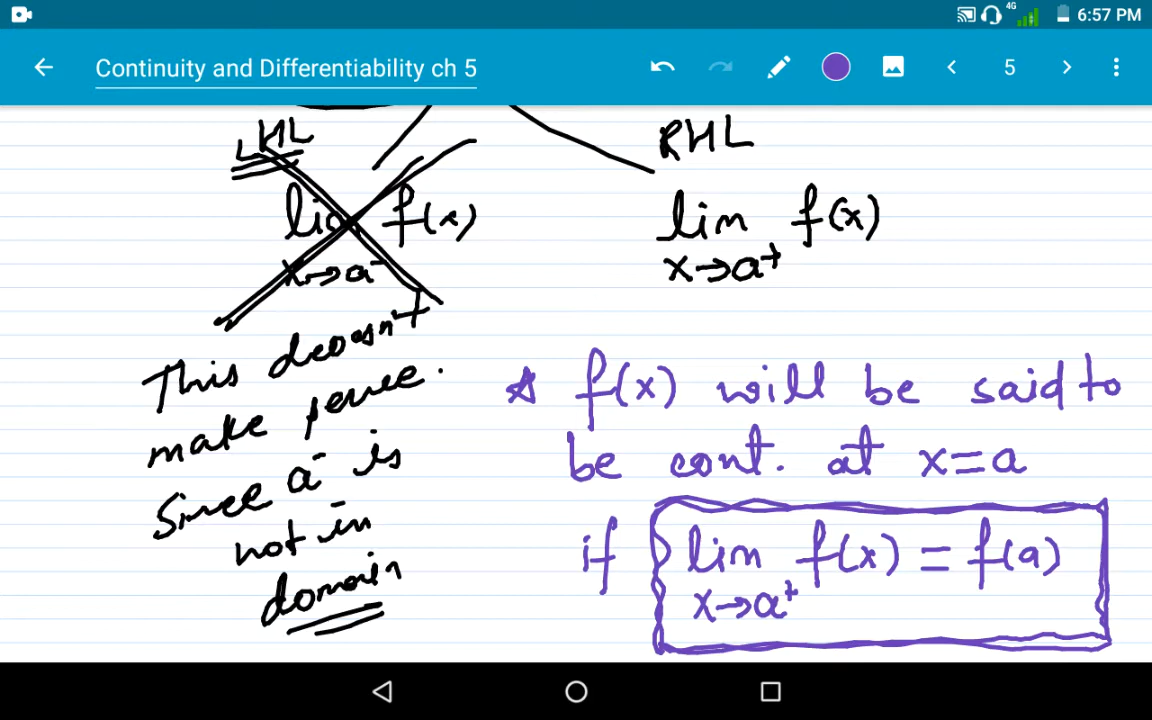 4G 6:57 PM
Continuity and Differentiability ch 5
5
LHL
RHL
lim f(x)
x→a⁻
lim f(x)
x→a⁺
This doesn't
make sense.
Since a⁻ is
not in
domain
☆ f(x) will be said to
be cont. at x=a
if lim f(x) = f(a)
x→a⁺